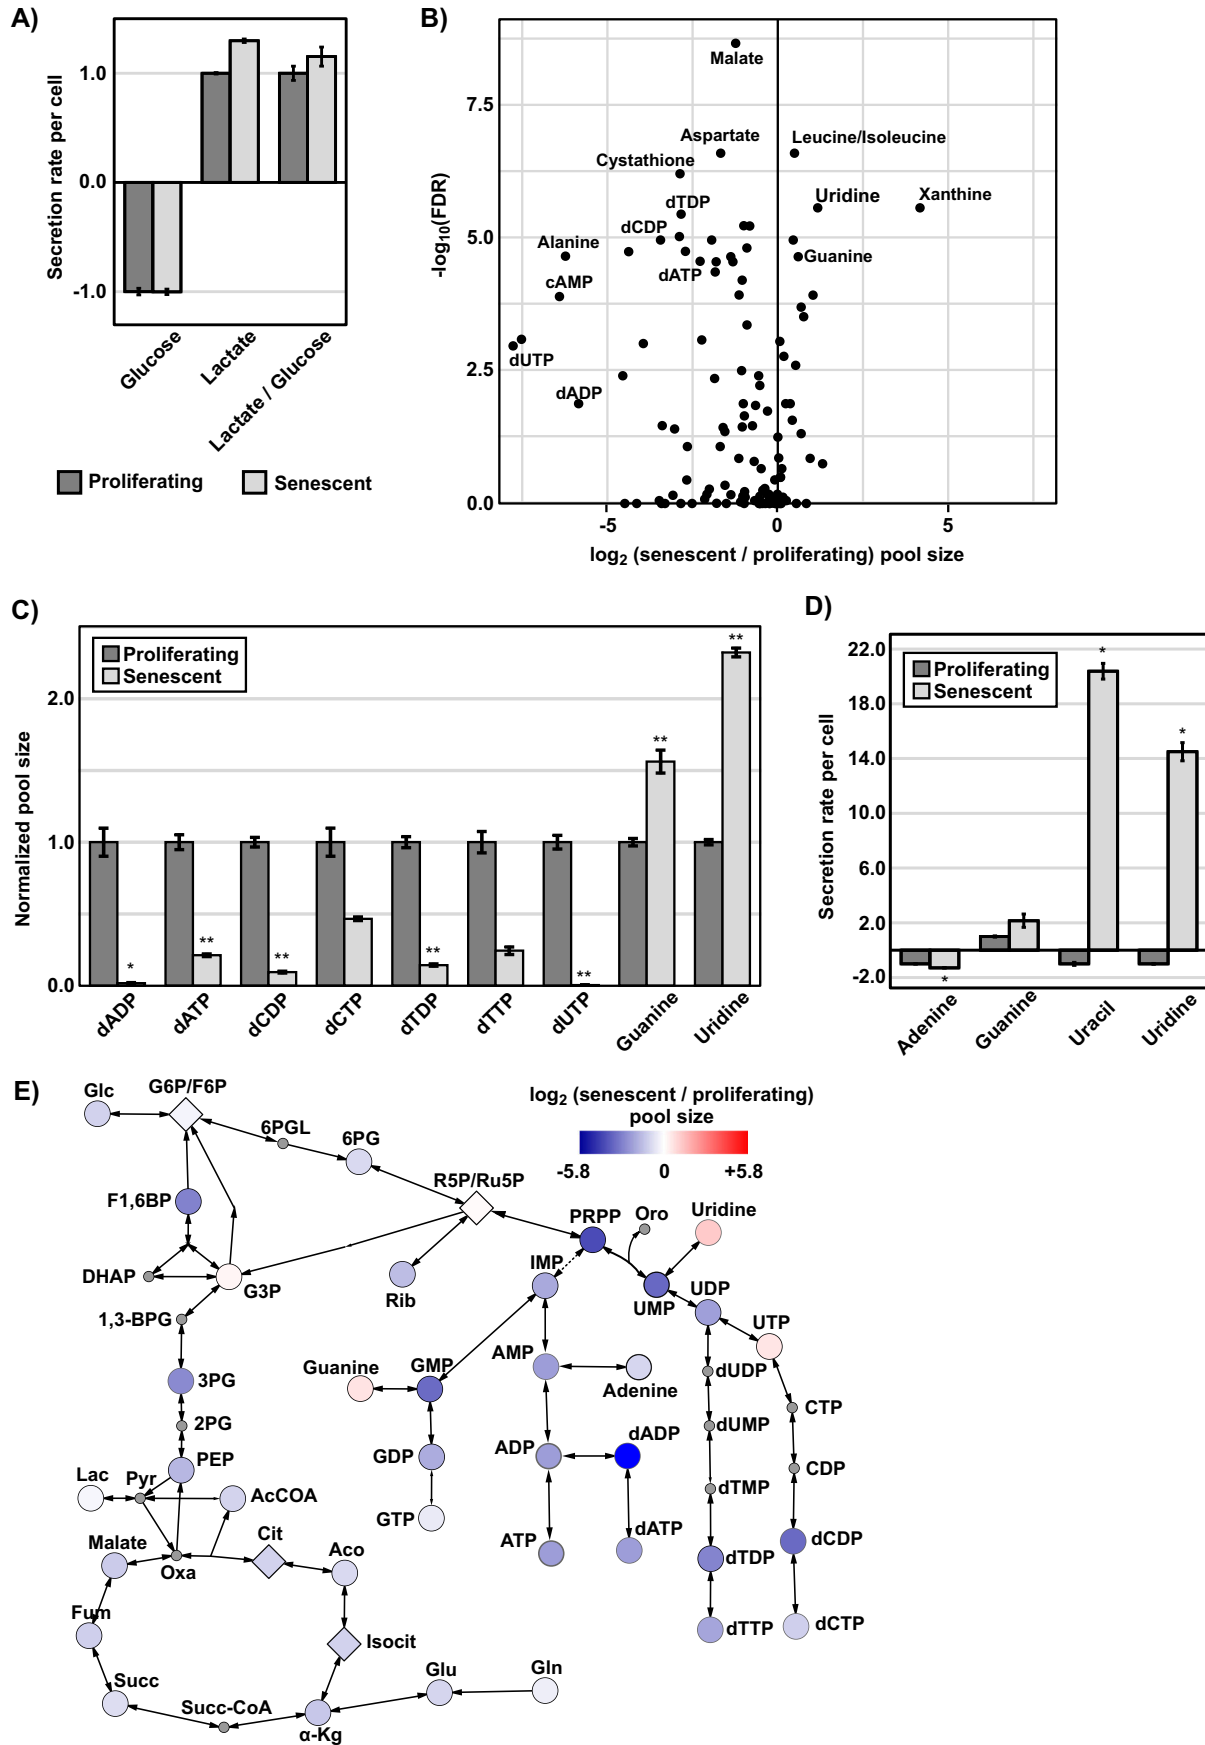 A)
Secretion rate per cell
1.0
0.0
-1.0
Glucose
Lactate
Lactate / Glucose
Proliferating
Senescent
B)
-log10(FDR)
7.5
5.0
2.5
0.0
Malate
Aspartate
Leucine/Isoleucine
Cystathione
Uridine
Xanthine
dTDP
dCDP
Alanine
Guanine
dATP
cAMP
dUTP
dADP
-5
0
5
log2 (senescent / proliferating) pool size
C)
Normalized pool size
2.0
1.0
0.0
Proliferating
Senescent
*
**
**
**
**
**
**
dADP
dATP
dCDP
dCTP
dTDP
dTTP
dUTP
Guanine
Uridine
D)
Secretion rate per cell
22.0
18.0
14.0
10.0
6.0
2.0
-2.0
Proliferating
Senescent
*
*
*
Adenine
Guanine
Uracil
Uridine
E)
log2 (senescent / proliferating)
pool size
-5.8
0
+5.8
Glc
G6P/F6P
6PGL
6PG
R5P/Ru5P
F1,6BP
PRPP
Oro
Uridine
IMP
DHAP
G3P
Rib
UMP
UDP
1,3-BPG
UTP
AMP
Guanine
GMP
Adenine
dUDP
3PG
CTP
2PG
dUMP
PEP
GDP
ADP
dADP
CDP
Lac
Pyr
AcCOA
dTMP
GTP
ATP
dATP
dCDP
Malate
Cit
Aco
dTDP
Oxa
Fum
Isocit
dTTP
dCTP
Succ
Succ-CoA
Glu
Gln
α-Kg